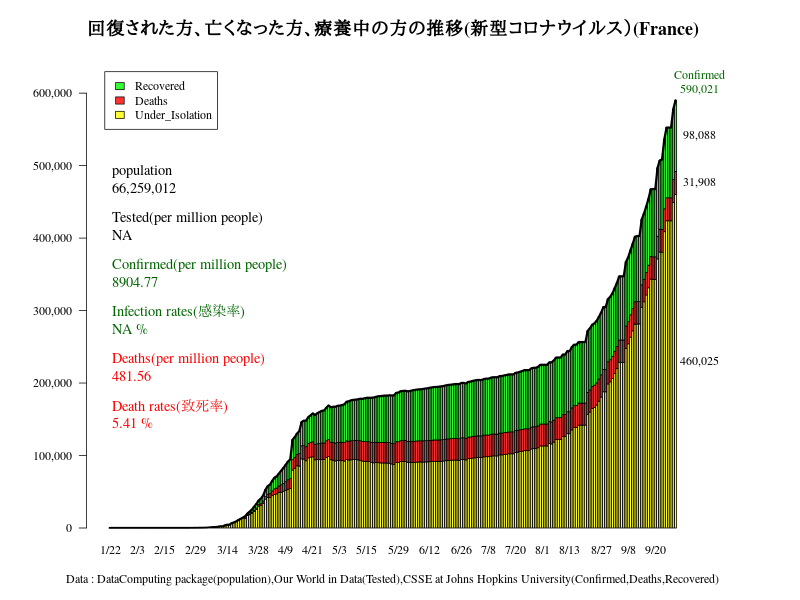 回復された方、亡くなった方、療養中の方の推移(新型コロナウイルス）(France)
Confirmed
590,021
Recovered
Deaths
Under_Isolation
600,000
500,000
400,000
300,000
200,000
100,000
0
98,088
31,908
460,025
population
66,259,012
Tested(per million people)
NA
Confirmed(per million people)
8904.77
Infection rates(感染率)
NA %
Deaths(per million people)
481.56
Death rates(致死率)
5.41 %
1/22 2/3 2/15 2/29 3/14 3/28 4/9 4/21 5/3 5/15 5/29 6/12 6/26 7/8 7/20 8/1 8/13 8/27 9/8 9/20
Data : DataComputing package(population),Our World in Data(Tested),CSSE at Johns Hopkins University(Confirmed,Deaths,Recovered)